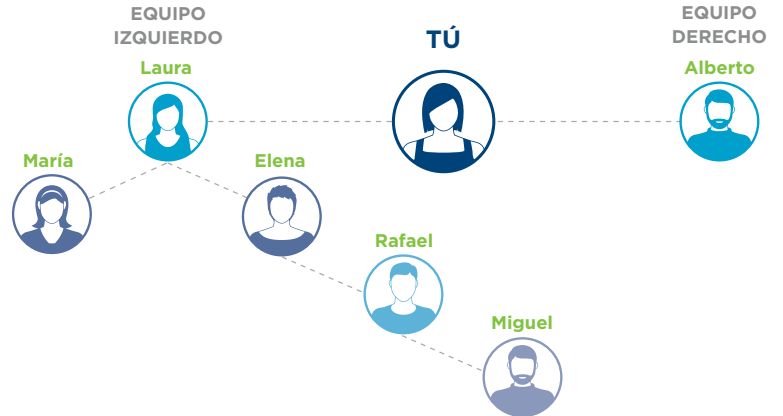 EQUIPO
IZQUIERDO
Laura
TÚ
EQUIPO
DERECHO
Alberto
María
Elena
Rafael
Miguel